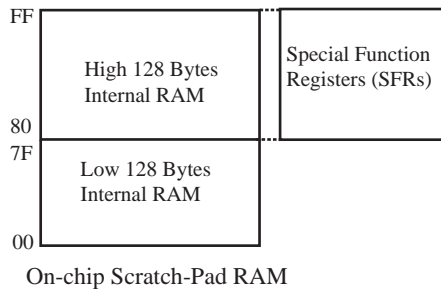 FF
High 128 Bytes
Internal RAM
Special Function
Registers (SFRs)
80
7F
Low 128 Bytes
Internal RAM
00
On-chip Scratch-Pad RAM